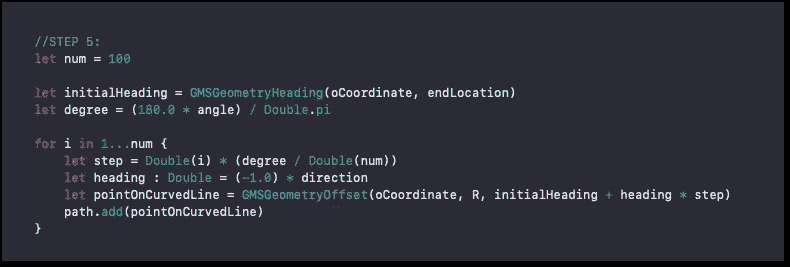 //STEP 5:
let num = 100
let initialHeading = GMSGeometryHeading(oCoordinate, endLocation)
let degree = (180.0 * angle) / Double.pi
for i in 1...num {
let step = Double(i) * (degree / Double(num))
let heading : Double = (-1.0) * direction
let pointOnCurvedLine = GMSGeometryOffset(oCoordinate, R, initialHeading + heading * step)
path.add(pointOnCurvedLine)
}